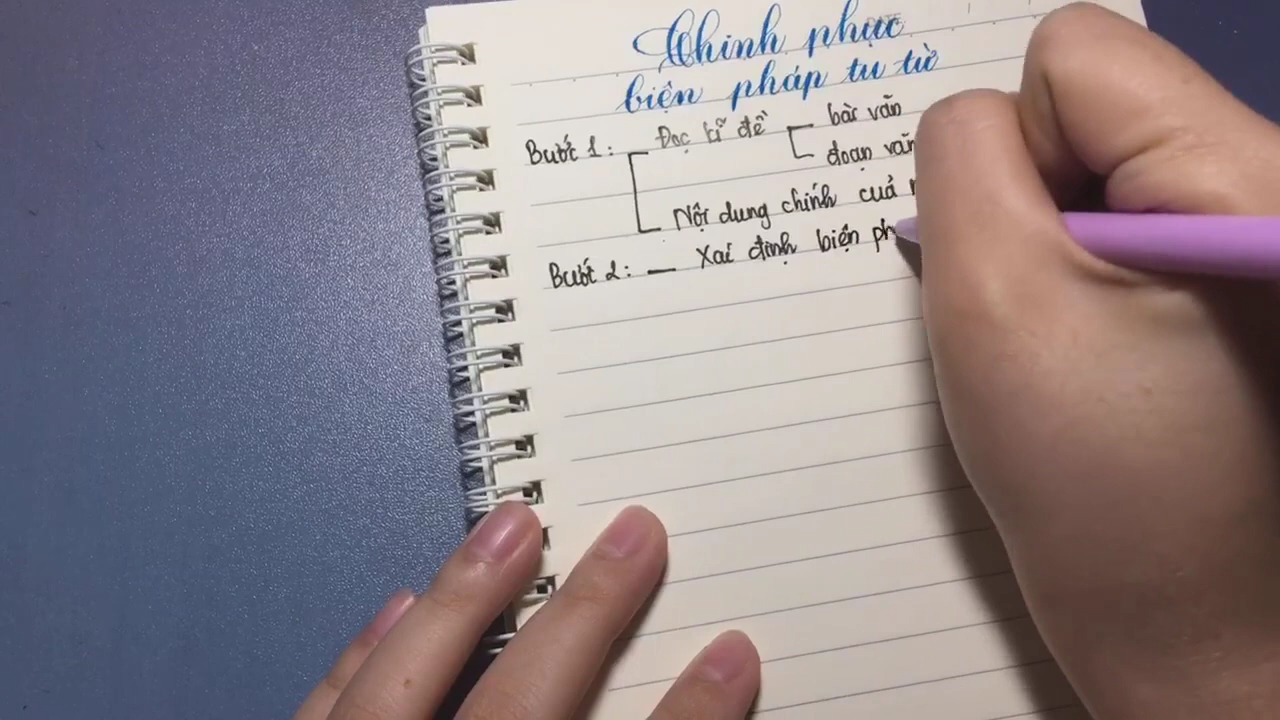 Chinh phục
biện pháp tu từ
Bước 1: Đọc kĩ đề bài văn
đoạn văn
Nội dung chính của
Bước 2: — Xác định biện